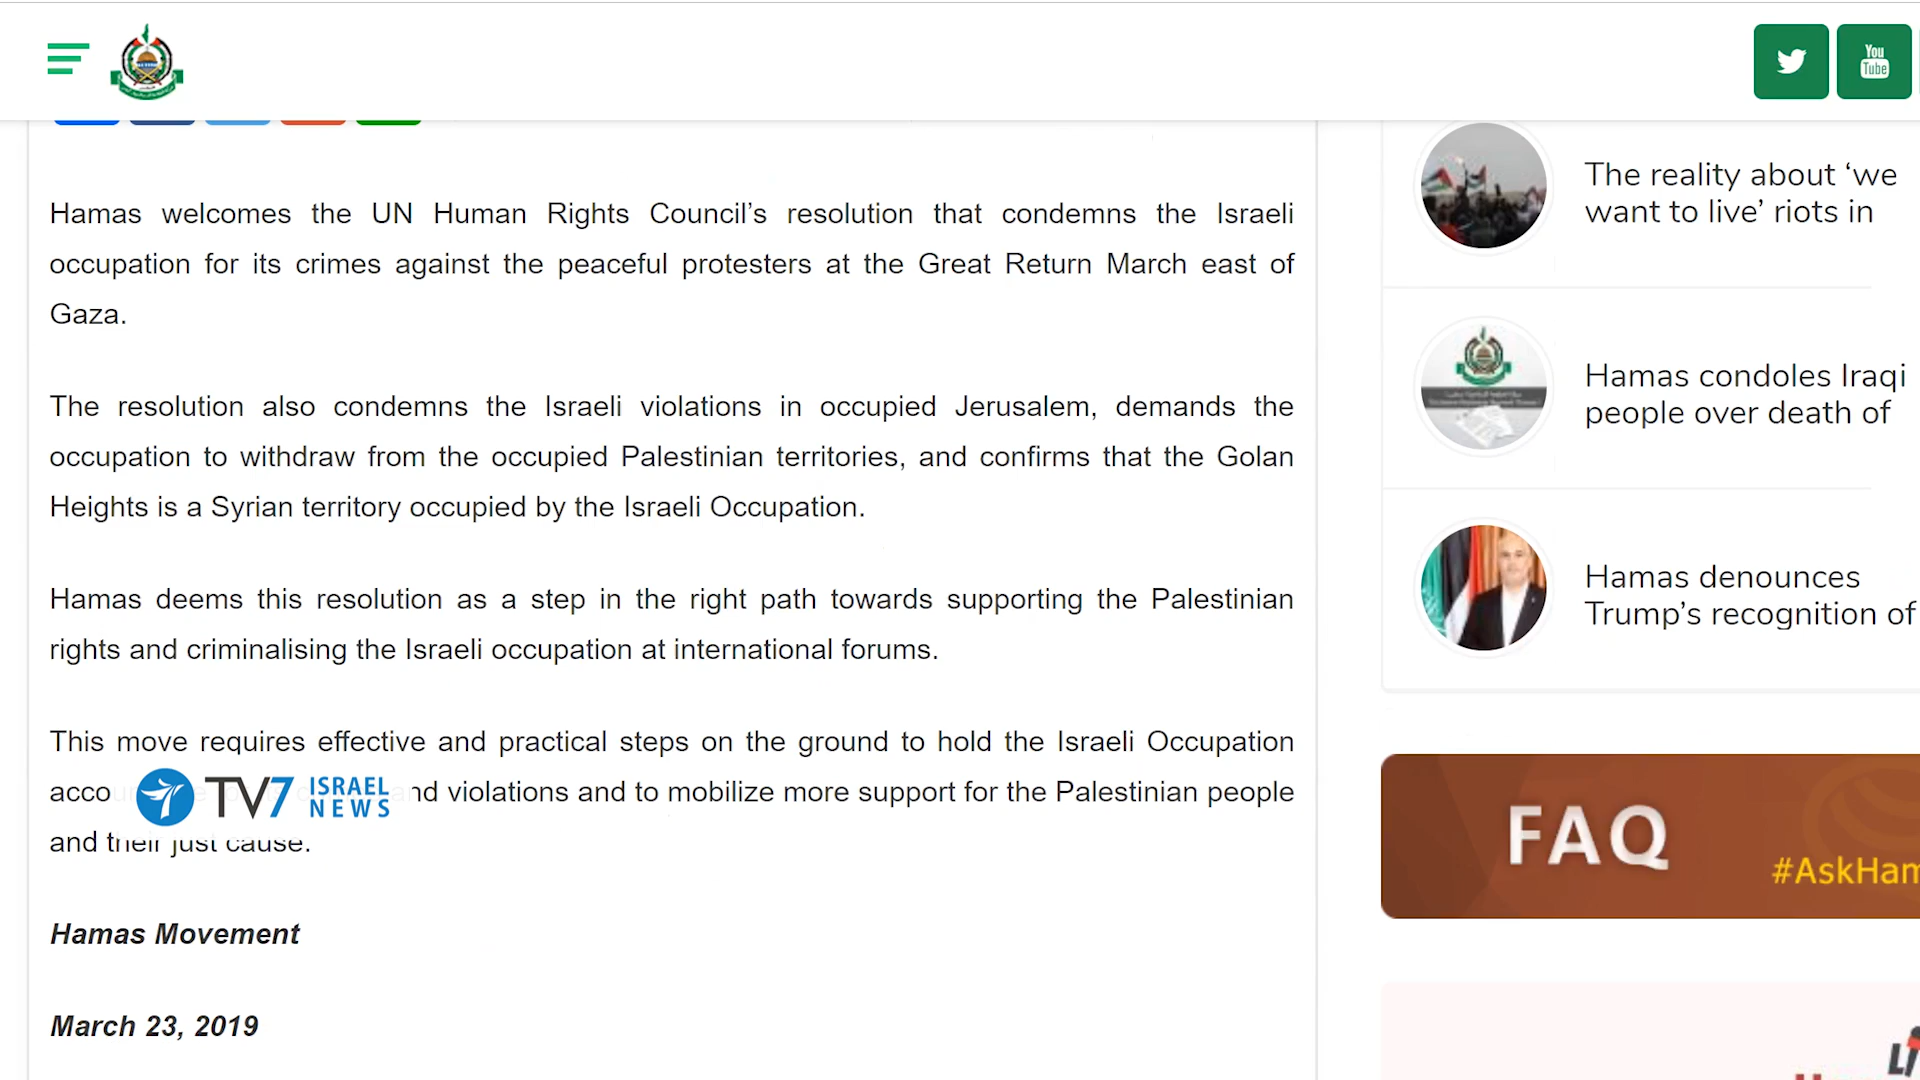 You
Tube
Hamas welcomes the UN Human Rights Council’s resolution that condemns the Israeli
occupation for its crimes against the peaceful protesters at the Great Return March east of
Gaza.
The resolution also condemns the Israeli violations in occupied Jerusalem, demands the
occupation to withdraw from the occupied Palestinian territories, and confirms that the Golan
Heights is a Syrian territory occupied by the Israeli Occupation.
Hamas deems this resolution as a step in the right path towards supporting the Palestinian
rights and criminalising the Israeli occupation at international forums.
This move requires effective and practical steps on the ground to hold the Israeli Occupation
violations and to mobilize more support for the Palestinian people
and their just cause.
TV7 ISRAEL
NEWS
Hamas Movement
March 23, 2019
The reality about ‘we
want to live’ riots in
Hamas condoles Iraqi
people over death of
Hamas denounces
Trump’s recognition of
FAQ
#AskHam